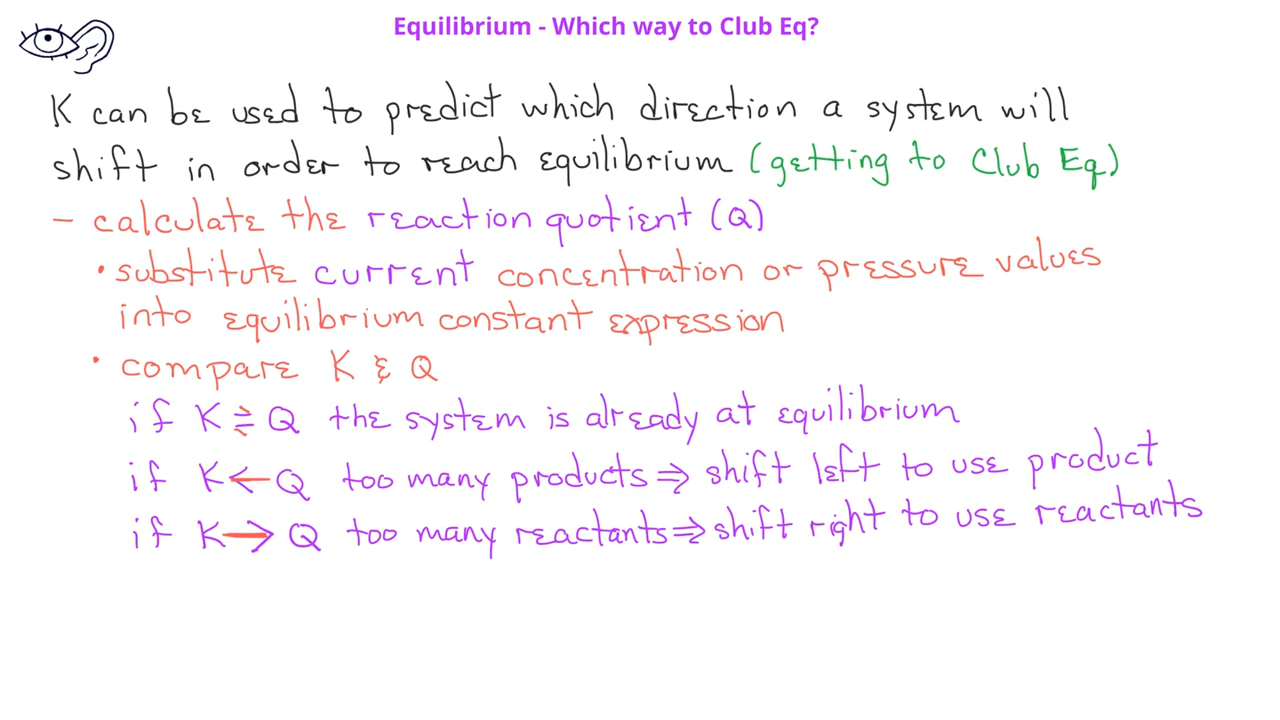 Equilibrium - Which way to Club Eq?
K can be used to predict which direction a system will
shift in order to reach equilibrium (getting to Club Eq)
– calculate the reaction quotient (Q)
• substitute current concentration or pressure values
into equilibrium constant expression
• compare K & Q
if K ⇌ Q the system is already at equilibrium
if K ← Q too many products ⇒ shift left to use product
if K → Q too many reactants ⇒ shift right to use reactants